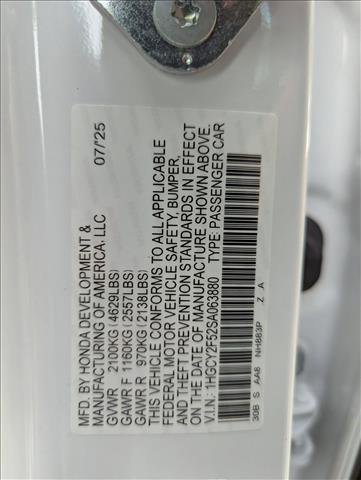 MFD. BY HONDA DEVELOPMENT &
MANUFACTURING OF AMERICA, LLC 07/'25
GVWR 2100KG (4629LBS)
GAWR F 1160KG (2557LBS)
GAWR R 970KG (2138LBS)
THIS VEHICLE CONFORMS TO ALL APPLICABLE
FEDERAL MOTOR VEHICLE SAFETY, BUMPER,
AND THEFT PREVENTION STANDARDS IN EFFECT
ON THE DATE OF MANUFACTURE SHOWN ABOVE.
V.I.N.: 1HGCY2F52SA063880 TYPE: PASSENGER CAR
30B S AA8 NH883P Z A